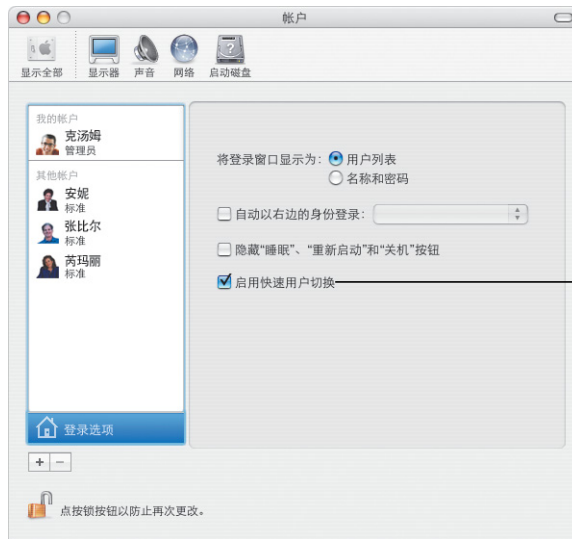 帐户
显示全部 显示器 声音 网络 启动磁盘
我的帐户
克汤姆
管理员
其他帐户
安妮
标准
张比尔
标准
芮玛丽
标准
登录选项
将登录窗口显示为: 用户列表
名称和密码
自动以右边的身份登录:
隐藏“睡眠”、“重新启动”和“关机”按钮
启用快速用户切换
点按锁按钮以防止再次更改。